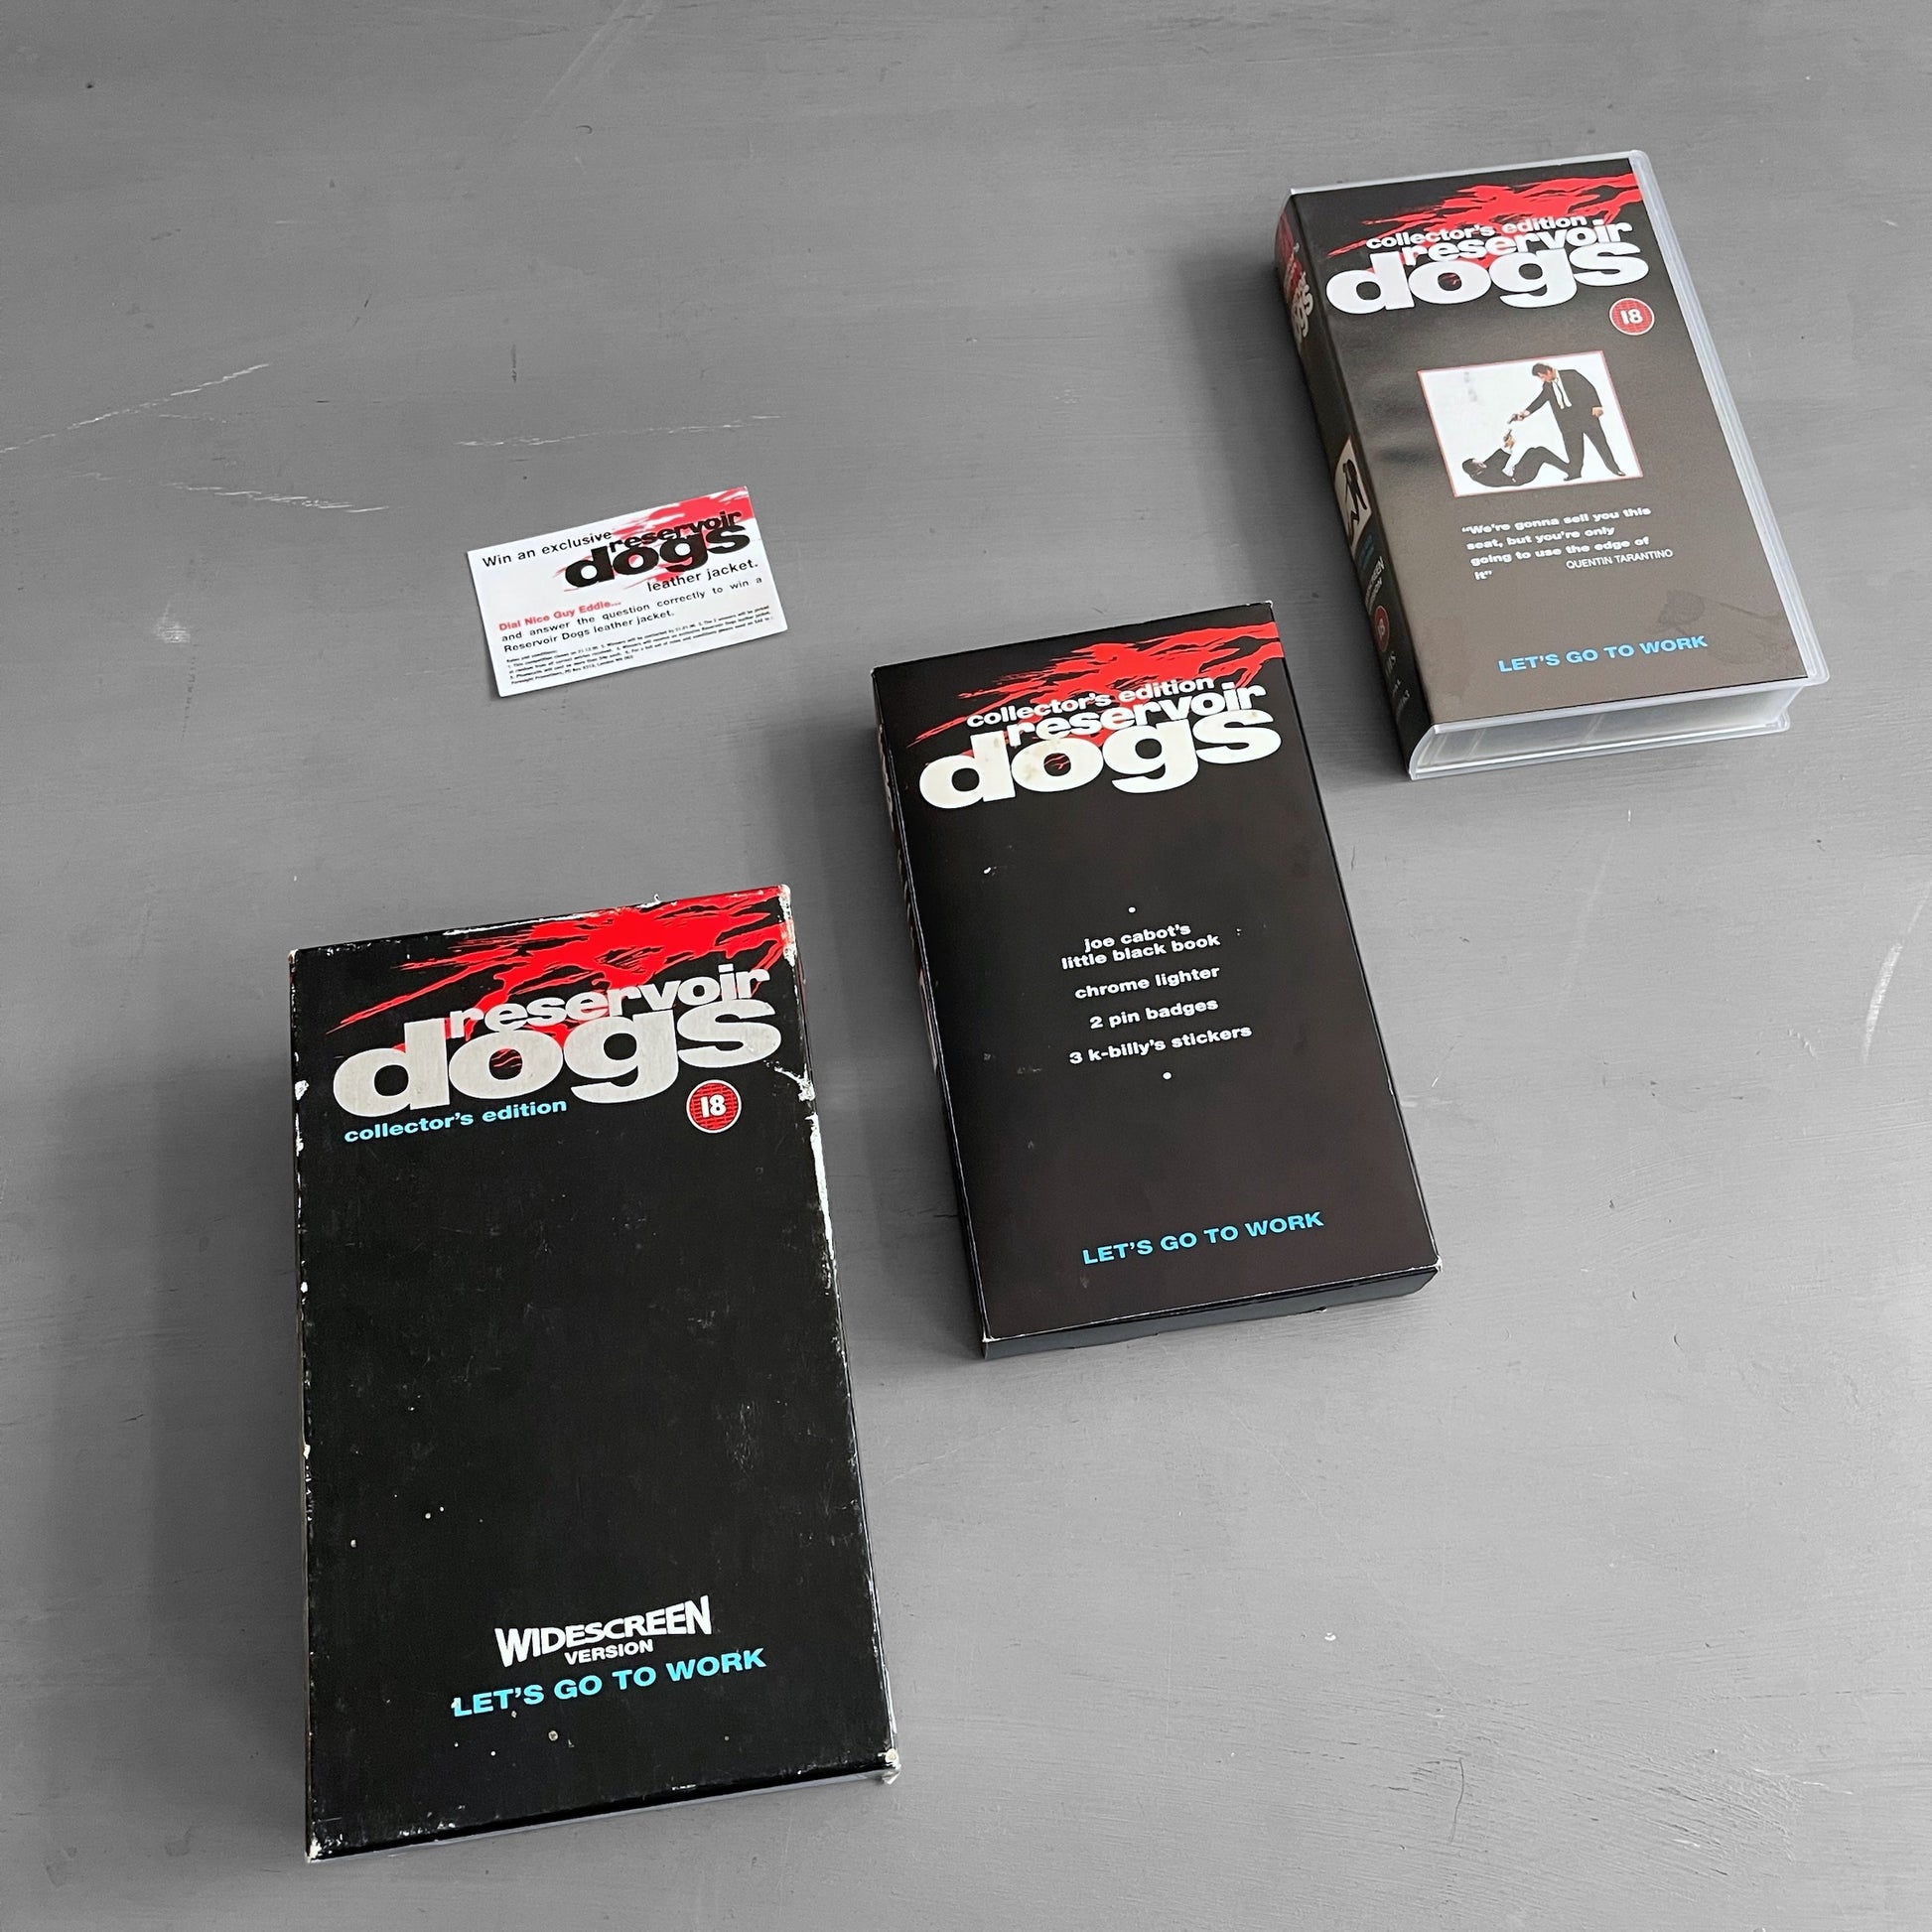 collector's edition
reservoir
dogs
18
"We're gonna sell you this
seat, but you're only
going to use the edge of
it"
QUENTIN TARANTINO
LET'S GO TO WORK
Win an exclusive
reservoir
dogs
leather jacket.
Dial Nice Guy Eddie...
and answer the question correctly to win a
Reservoir Dogs leather jacket.
collector's edition
reservoir
dogs
joe cabot's
little black book
chrome lighter
2 pin badges
3 k-billy's stickers
LET'S GO TO WORK
reservoir
dogs
collector's edition
18
WIDESCREEN
VERSION
LET'S GO TO WORK